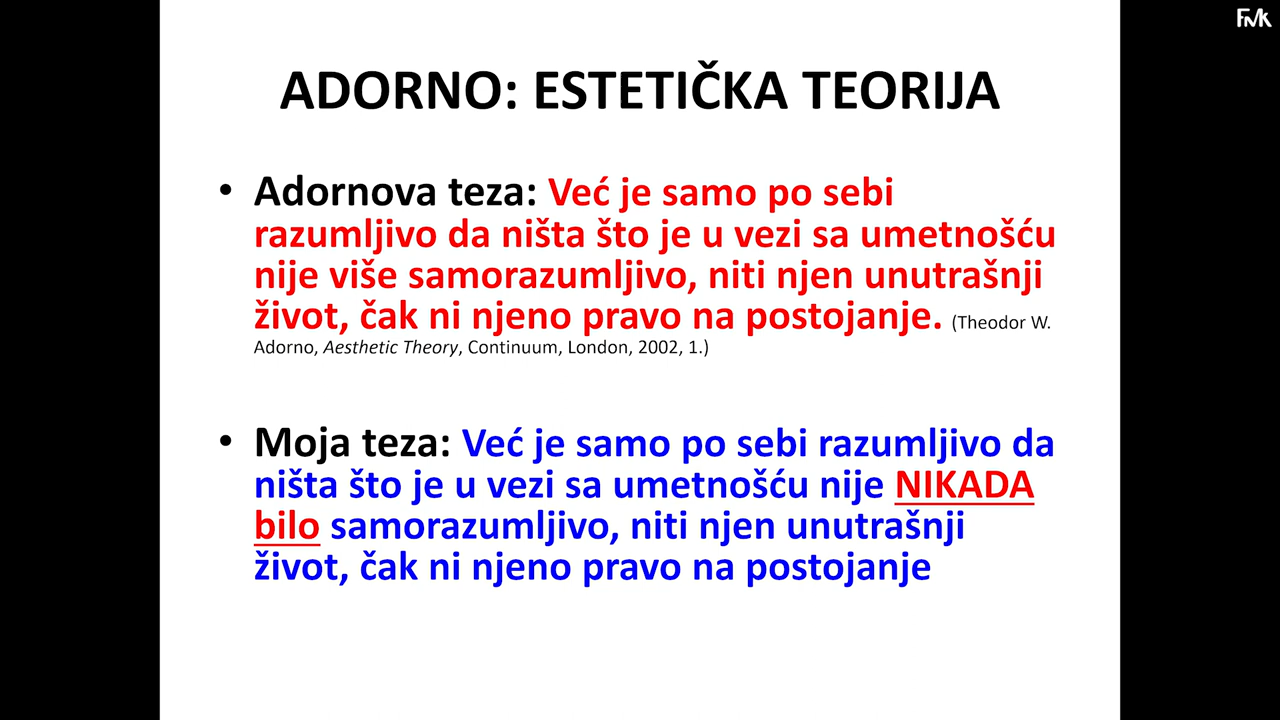 FMK
ADORNO: ESTETIČKA TEORIJA
• Adornova teza: Već je samo po sebi
razumljivo da ništa što je u vezi sa umetnošću
nije više samorazumljivo, niti njen unutrašnji
život, čak ni njeno pravo na postojanje. (Theodor W.
Adorno, Aesthetic Theory, Continuum, London, 2002, 1.)
• Moja teza: Već je samo po sebi razumljivo da
ništa što je u vezi sa umetnošću nije NIKADA
bilo samorazumljivo, niti njen unutrašnji
život, čak ni njeno pravo na postojanje